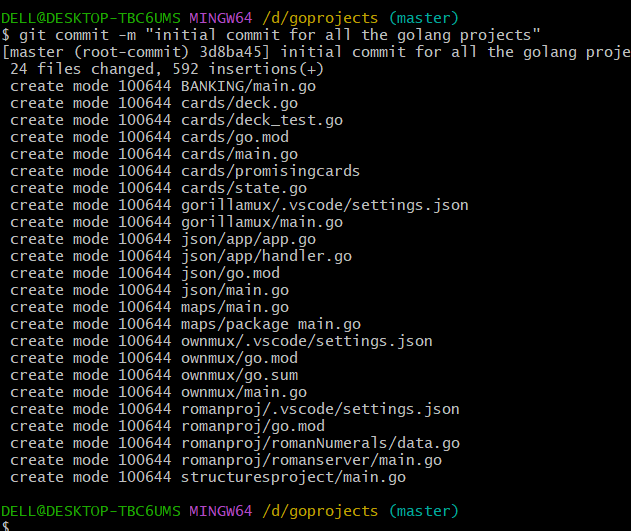 DELL@DESKTOP-TBC6UMS MINGW64 /d/goprojects (master)
$ git commit -m "initial commit for all the golang projects"
[master (root-commit) 3d8ba45] initial commit for all the golang proje
 24 files changed, 592 insertions(+)
 create mode 100644 BANKING/main.go
 create mode 100644 cards/deck.go
 create mode 100644 cards/deck_test.go
 create mode 100644 cards/go.mod
 create mode 100644 cards/main.go
 create mode 100644 cards/promisingcards
 create mode 100644 cards/state.go
 create mode 100644 gorillamux/.vscode/settings.json
 create mode 100644 gorillamux/main.go
 create mode 100644 json/app/app.go
 create mode 100644 json/app/handler.go
 create mode 100644 json/go.mod
 create mode 100644 json/main.go
 create mode 100644 maps/main.go
 create mode 100644 maps/package main.go
 create mode 100644 ownmux/.vscode/settings.json
 create mode 100644 ownmux/go.mod
 create mode 100644 ownmux/go.sum
 create mode 100644 ownmux/main.go
 create mode 100644 romanproj/.vscode/settings.json
 create mode 100644 romanproj/go.mod
 create mode 100644 romanproj/romanNumerals/data.go
 create mode 100644 romanproj/romanserver/main.go
 create mode 100644 structuresproject/main.go
DELL@DESKTOP-TBC6UMS MINGW64 /d/goprojects (master)
$